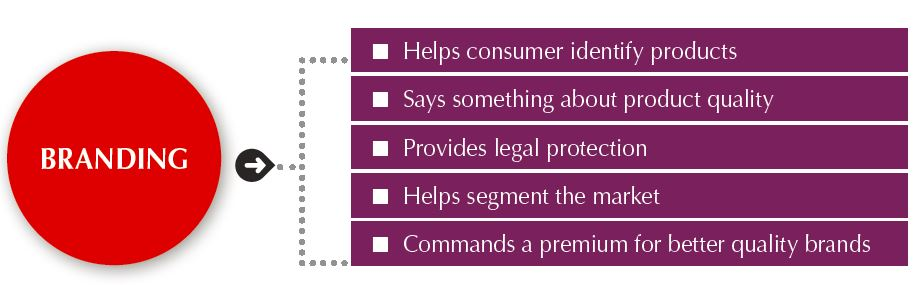 BRANDING
Helps consumer identify products
Says something about product quality
Provides legal protection
Helps segment the market
Commands a premium for better quality brands